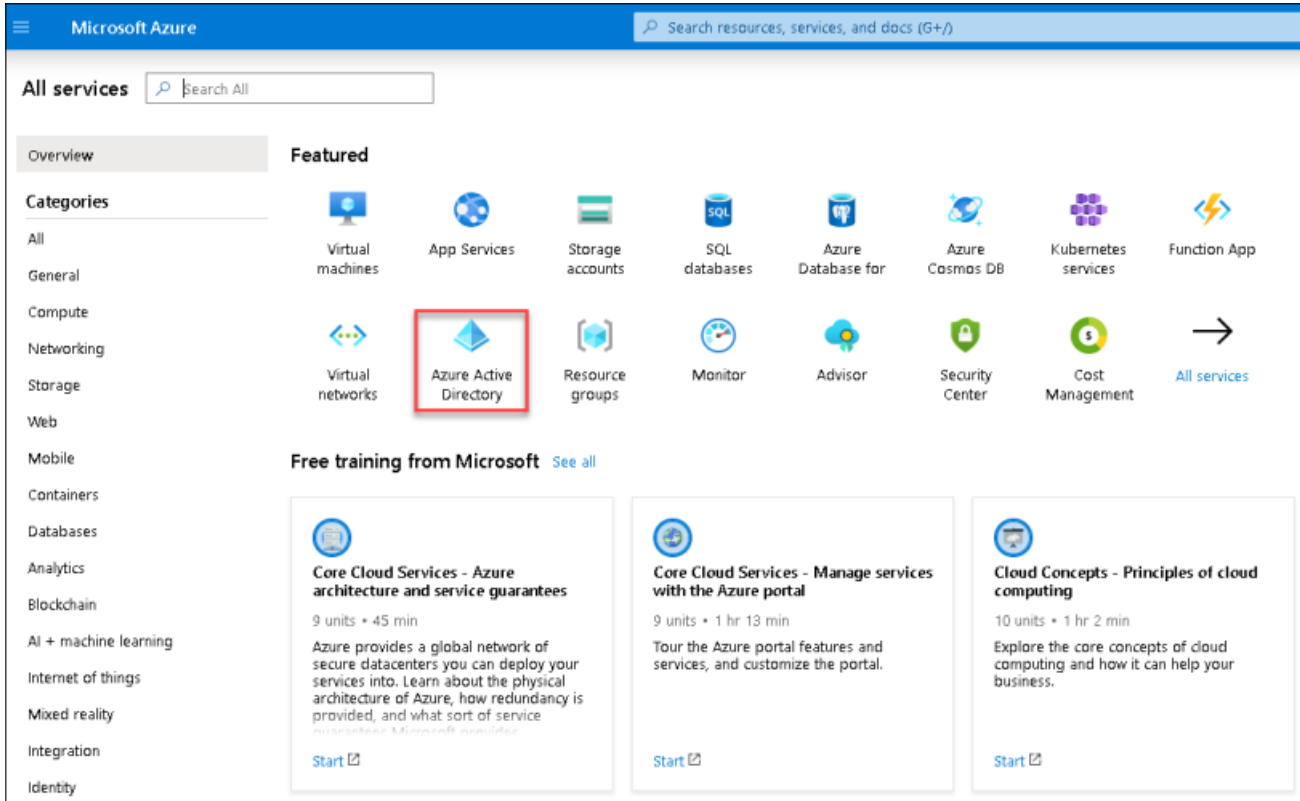 Microsoft Azure
Search resources, services, and docs (G+/)
All services
Search All
Overview
Categories
All
General
Compute
Networking
Storage
Web
Mobile
Containers
Databases
Analytics
Blockchain
AI + machine learning
Internet of things
Mixed reality
Integration
Identity
Featured
Virtual
machines
App Services
Storage
accounts
SQL
SQL
databases
Azure
Database for
Azure
Cosmos DB
Kubernetes
services
Function App
Virtual
networks
Azure Active
Directory
Resource
groups
Monitor
Advisor
Security
Center
$
Cost
Management
All services
Free training from Microsoft See all
Core Cloud Services - Azure
architecture and service guarantees
9 units • 45 min
Azure provides a global network of
secure datacenters you can deploy your
services into. Learn about the physical
architecture of Azure, how redundancy is
provided, and what sort of service
guarantees Microsoft provides
Start
Core Cloud Services - Manage services
with the Azure portal
9 units • 1 hr 13 min
Tour the Azure portal features and
services, and customize the portal.
Start
Cloud Concepts - Principles of cloud
computing
10 units • 1 hr 2 min
Explore the core concepts of cloud
computing and how it can help your
business.
Start